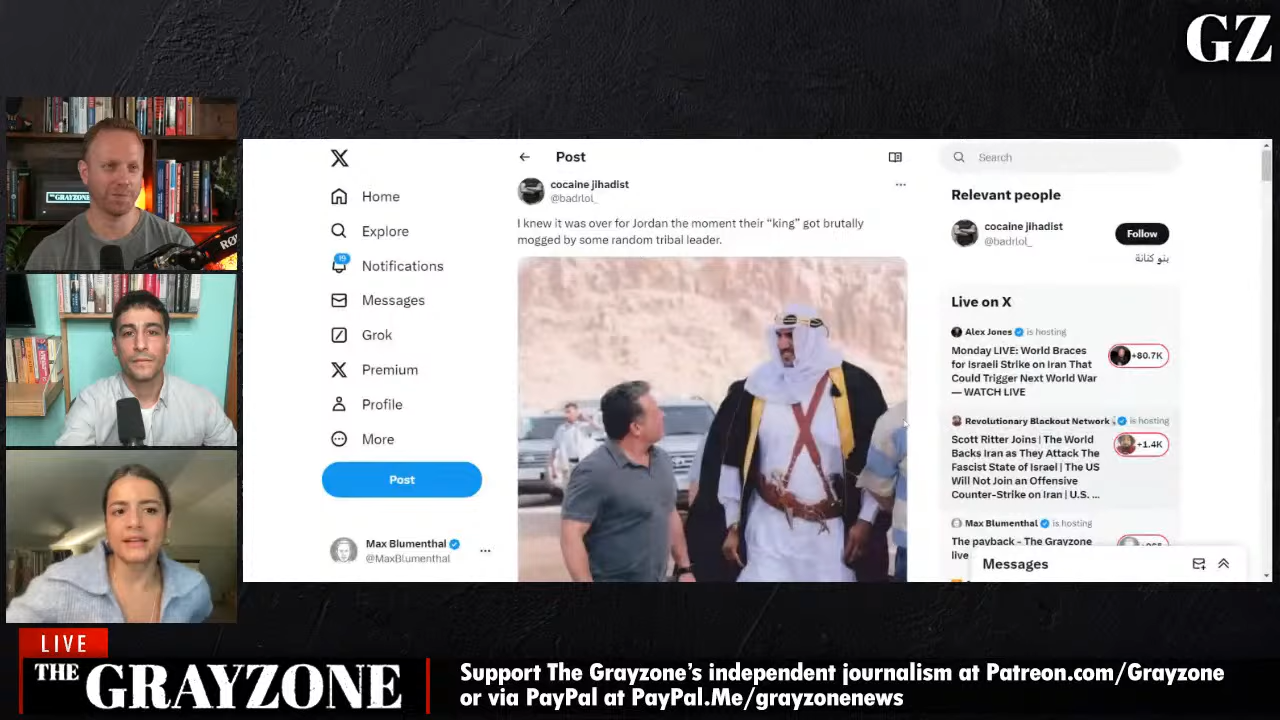 GZ
THE GRAYZONE
Post
cocaine jihadist
@badrlol_
I knew it was over for Jordan the moment their “king” got brutally
mogged by some random tribal leader.
Home
Explore
19
Notifications
Messages
Grok
Premium
Profile
More
Post
Max Blumenthal
@MaxBlumenthal
Search
Relevant people
cocaine jihadist
@badrlol_
Follow
بنو كنانة
Live on X
Alex Jones is hosting
Monday LIVE: World Braces
for Israeli Strike on Iran That
Could Trigger Next World War
— WATCH LIVE
+80.7K
Revolutionary Blackout Network is hosting
Scott Ritter Joins | The World
Backs Iran as They Attack The
Fascist State of Israel | The US
Will Not Join an Offensive
Counter-Strike on Iran | U.S. ...
+1.4K
Max Blumenthal is hosting
The payback - The Grayzone
live
Messages
LIVE
THE GRAYZONE
Support The Grayzone’s independent journalism at Patreon.com/Grayzone
or via PayPal at PayPal.Me/grayzonenews